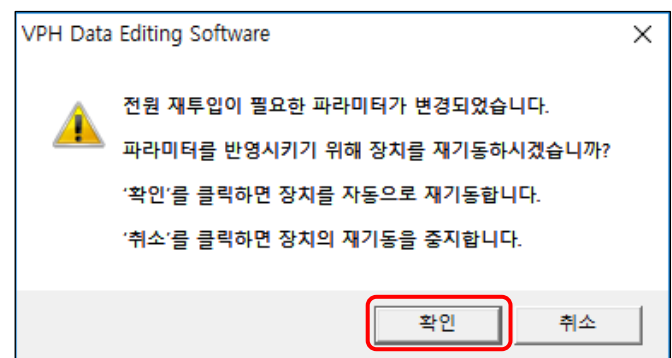 VPH Data Editing Software
전원 재투입이 필요한 파라미터가 변경되었습니다.
파라미터를 반영시키기 위해 장치를 재기동하시겠습니까?
'확인'를 클릭하면 장치를 자동으로 재기동합니다.
'취소'를 클릭하면 장치의 재기동을 중지합니다.
확인
취소